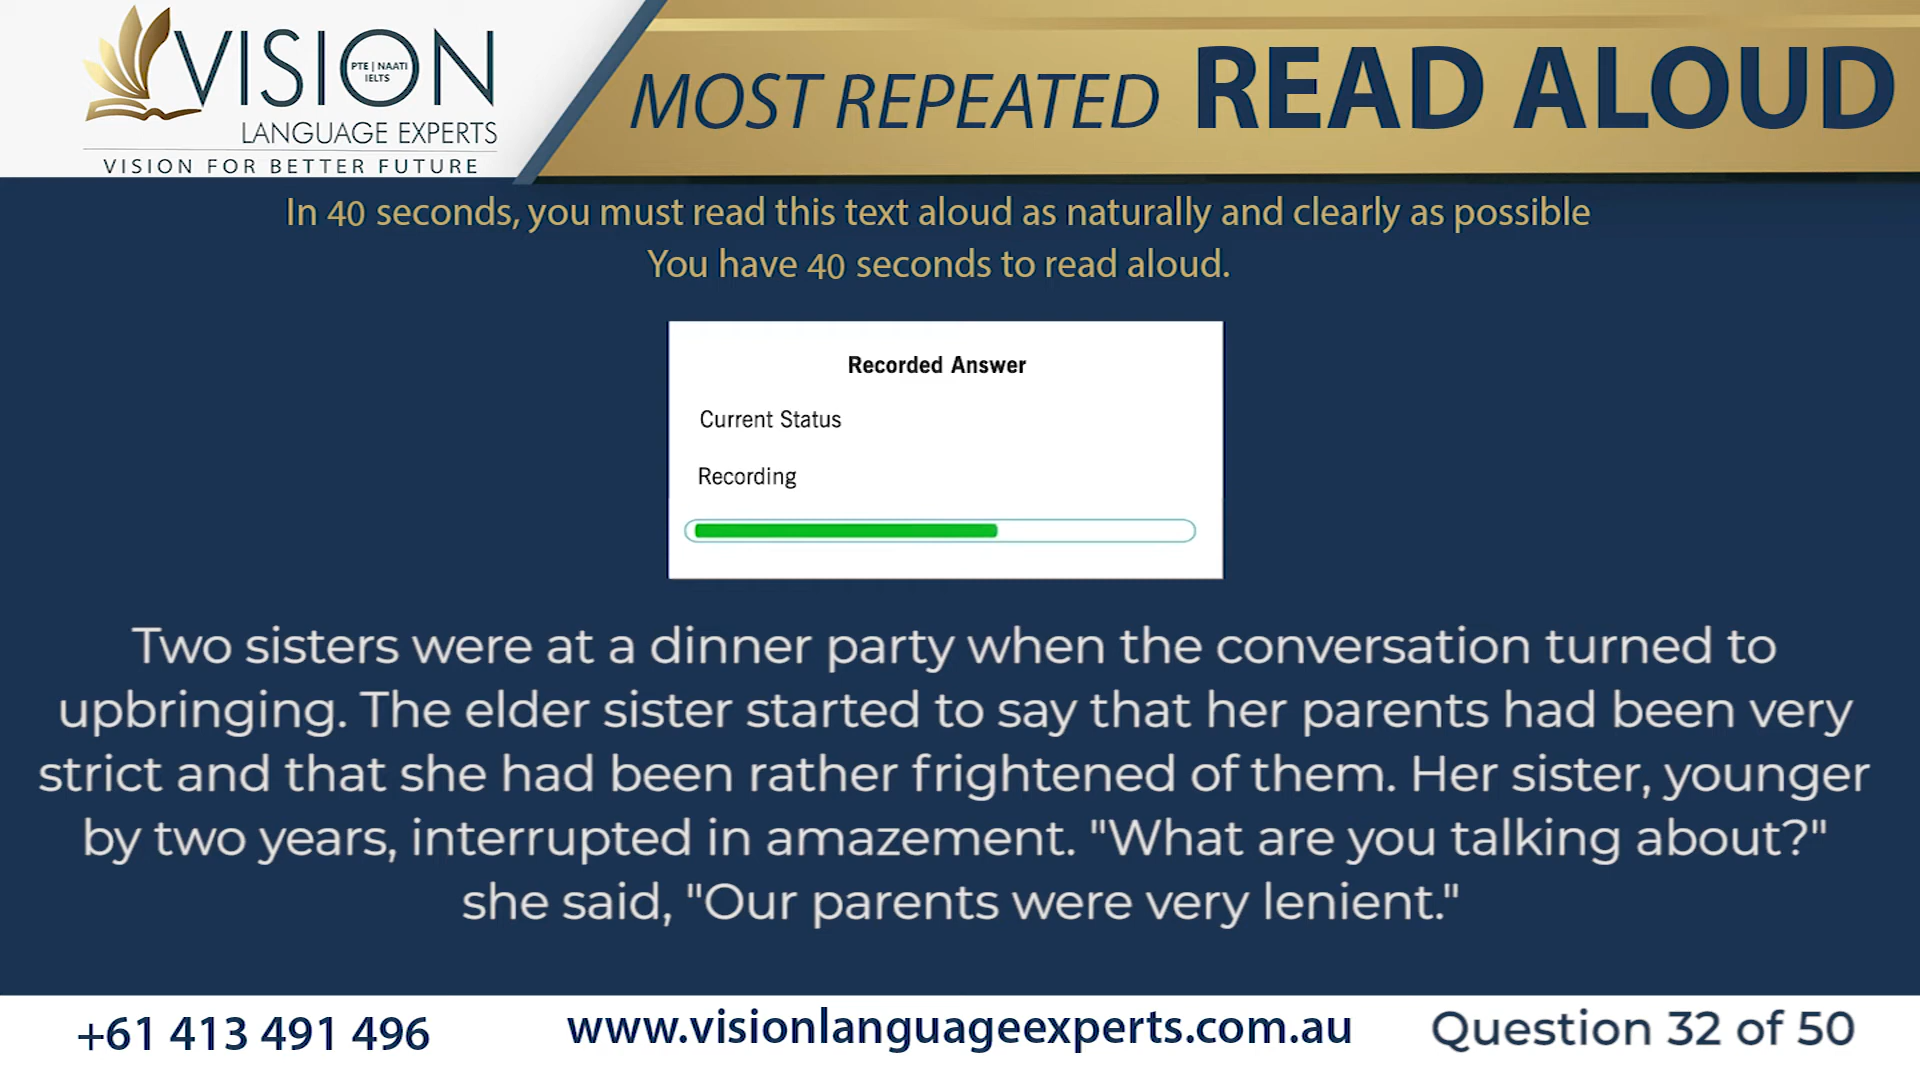 VISION
PTE | NAATI
IELTS
LANGUAGE EXPERTS
VISION FOR BETTER FUTURE
MOST REPEATED READ ALOUD
In 40 seconds, you must read this text aloud as naturally and clearly as possible
You have 40 seconds to read aloud.
Recorded Answer
Current Status
Recording
Two sisters were at a dinner party when the conversation turned to
upbringing. The elder sister started to say that her parents had been very
strict and that she had been rather frightened of them. Her sister, younger
by two years, interrupted in amazement. "What are you talking about?"
she said, "Our parents were very lenient."
+61 413 491 496
www.visionlanguageexperts.com.au
Question 32 of 50